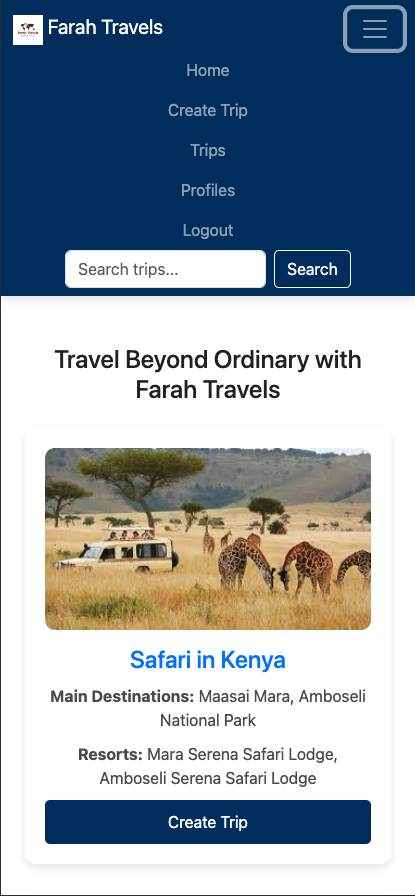 Farah Travels
Home
Create Trip
Trips
Profiles
Logout
Search trips...
Search
Travel Beyond Ordinary with
Farah Travels
Safari in Kenya
Main Destinations: Maasai Mara, Amboseli
National Park
Resorts: Mara Serena Safari Lodge,
Amboseli Serena Safari Lodge
Create Trip